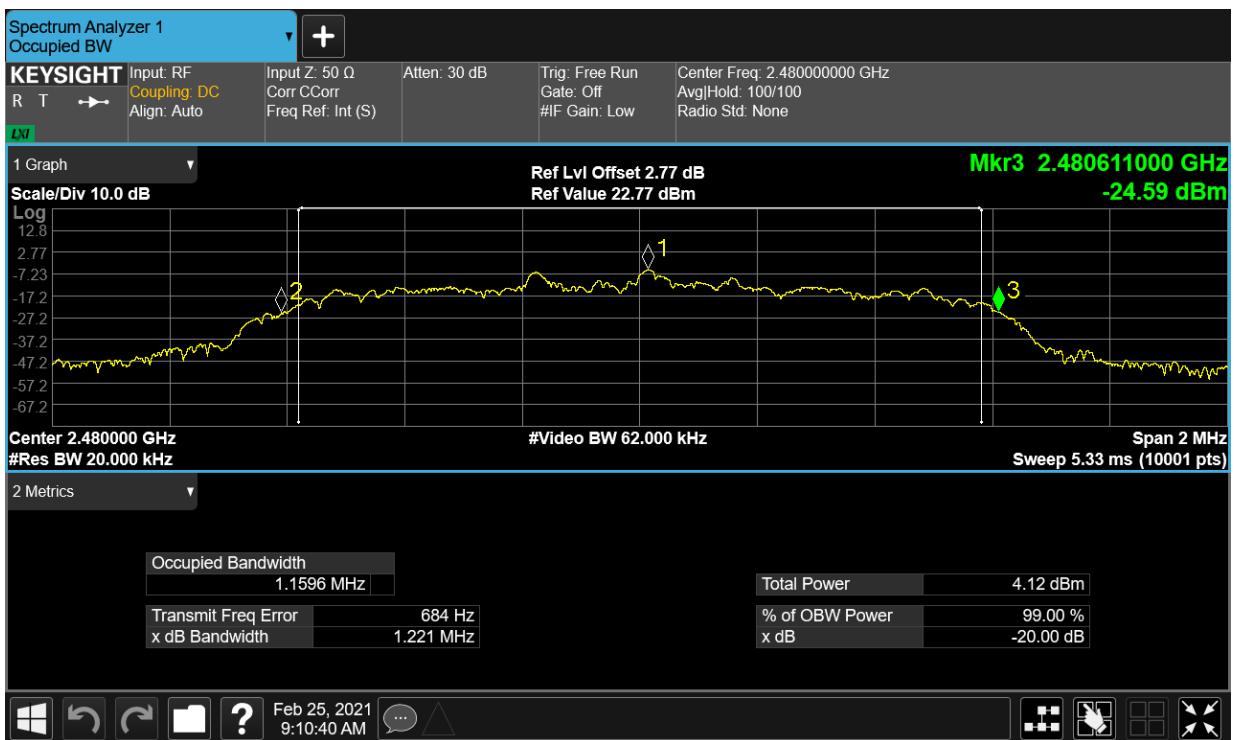 Spectrum Analyzer 1
Occupied BW
KEYSIGHT
R T
LXI
Input: RF
Coupling: DC
Align: Auto
Input Z: 50 Ω
Corr CCorr
Freq Ref: Int (S)
Atten: 30 dB
Trig: Free Run
Gate: Off
#IF Gain: Low
Center Freq: 2.480000000 GHz
Avg|Hold: 100/100
Radio Std: None
1 Graph
Scale/Div 10.0 dB
Ref Lvl Offset 2.77 dB
Ref Value 22.77 dBm
Mkr3 2.480611000 GHz
-24.59 dBm
Log
12.8
2.77
-7.23
-17.2
-27.2
-37.2
-47.2
-57.2
-67.2
1
2
3
Center 2.480000 GHz
#Video BW 62.000 kHz
Span 2 MHz
#Res BW 20.000 kHz
Sweep 5.33 ms (10001 pts)
2 Metrics
Occupied Bandwidth
1.1596 MHz
Total Power 4.12 dBm
Transmit Freq Error 684 Hz
% of OBW Power 99.00 %
x dB Bandwidth 1.221 MHz
x dB -20.00 dB
?
Feb 25, 2021
9:10:40 AM